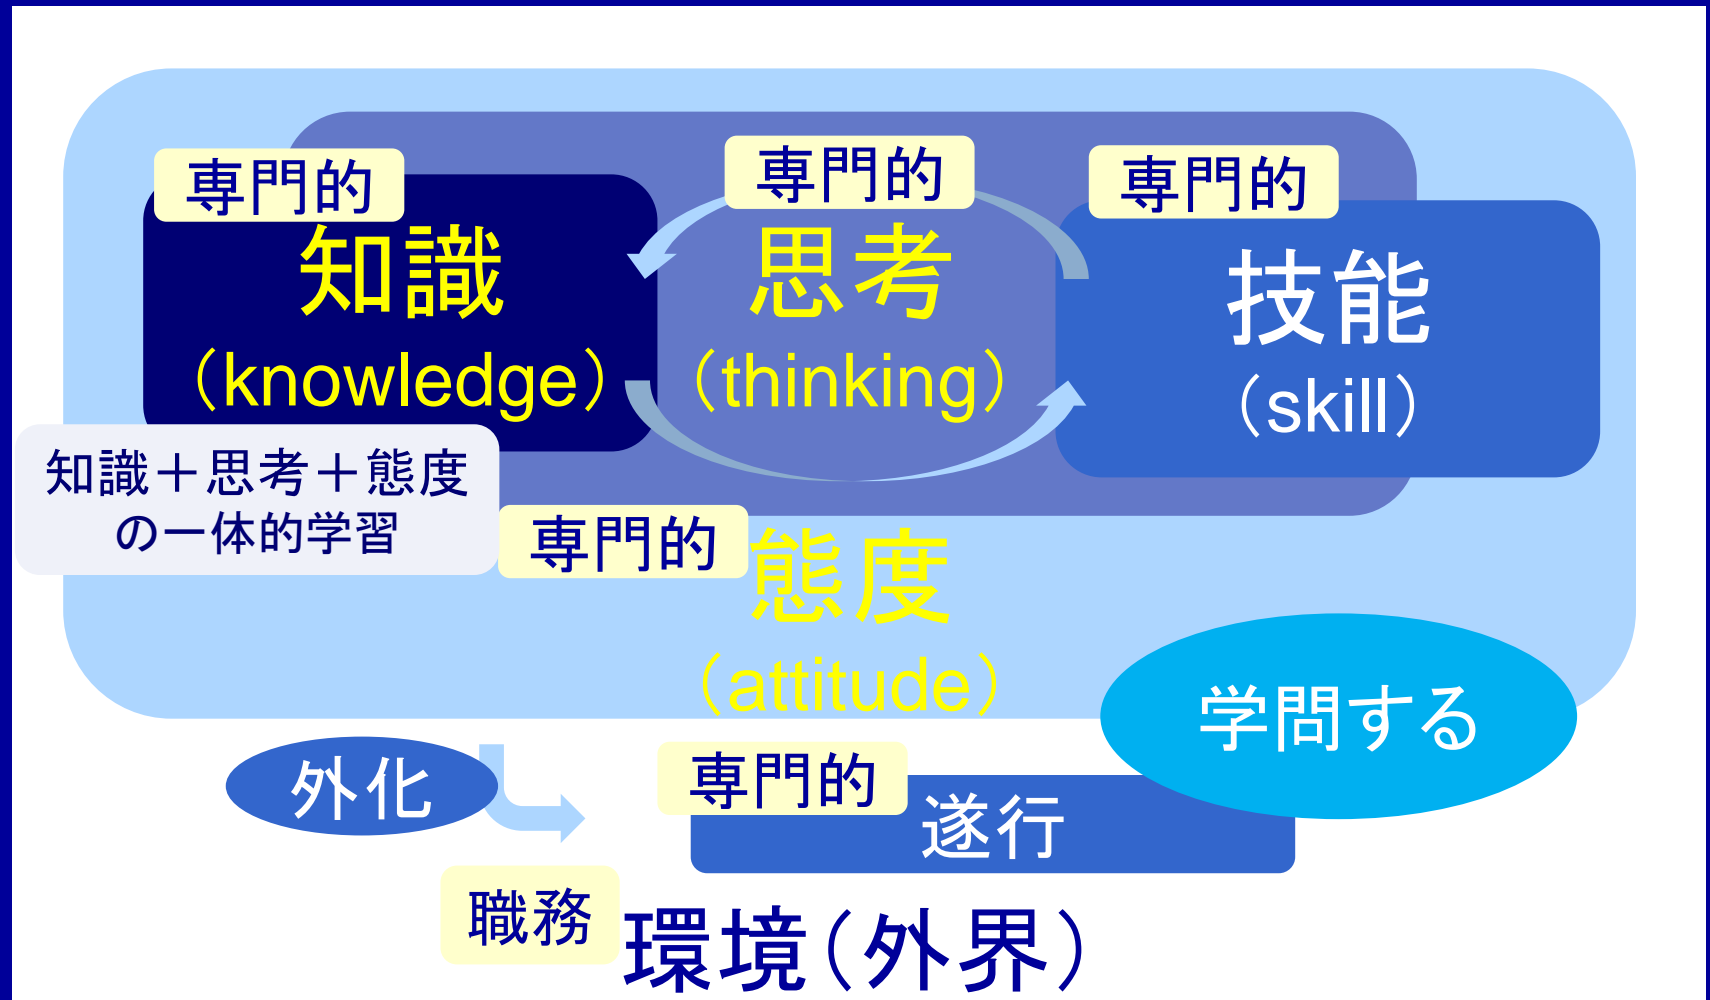 専門的
知識
（knowledge）
専門的
思考
（thinking）
専門的
技能
（skill）
知識＋思考＋態度
の一体的学習
専門的
態度
（attitude）
学問する
外化
専門的
遂行
職務
環境（外界）